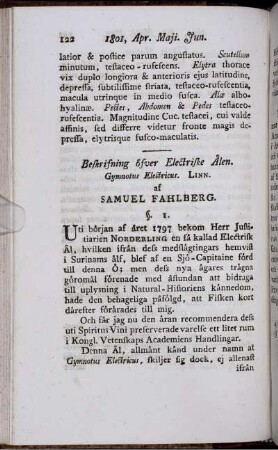 122 1801, Apr. Maji. Jun.
latior & postice parum angustatus. Scutellum
minutum, testaceo-rufescens. Elytra thorace
vix duplo longiora & anterioris ejus latitudine,
depressa, subtilissime striata, testaceo-rufescentia,
macula utrinque in medio fusca. Alæ albo-
hyalinæ. Pectus, Abdomen & Pedes testaceo-
rufescentia. Magnitudine Cuc. testacei, cui valde
affinis, sed differre videtur fronte magis de-
pressa, elytrisque fusco-maculatis.
Beskrifning öfver Electriske Ålen.
Gymnotus Electricus. LINN.
af
SAMUEL FAHLBERG.
§. 1.
Uti början af året 1797 bekom Herr Justi-
tiarien NORDERLING en så kallad Electrisk
Ål, hvilken ifrån dess medslägtingars hemvist
i Surinams älf, blef af en Sjö-Capitaine förd
till denna Ö; men dess nya ägares trägna
göromål förenade med åstundan att bidraga
till uplysning i Natural-Historiens kännedom,
hade den behageliga påföljd, att Fisken kort
därefter förärades till mig.
Och får jag nu den äran recommendera dess
uti Spiritus Vini preserverade varelse ett litet rum
i Kongl. Vetenskaps Academiens Handlingar.
Denna Ål, allmänt känd under namn at
Gymnotus Electricus, skiljer sig dock, ej allenast
ifrån